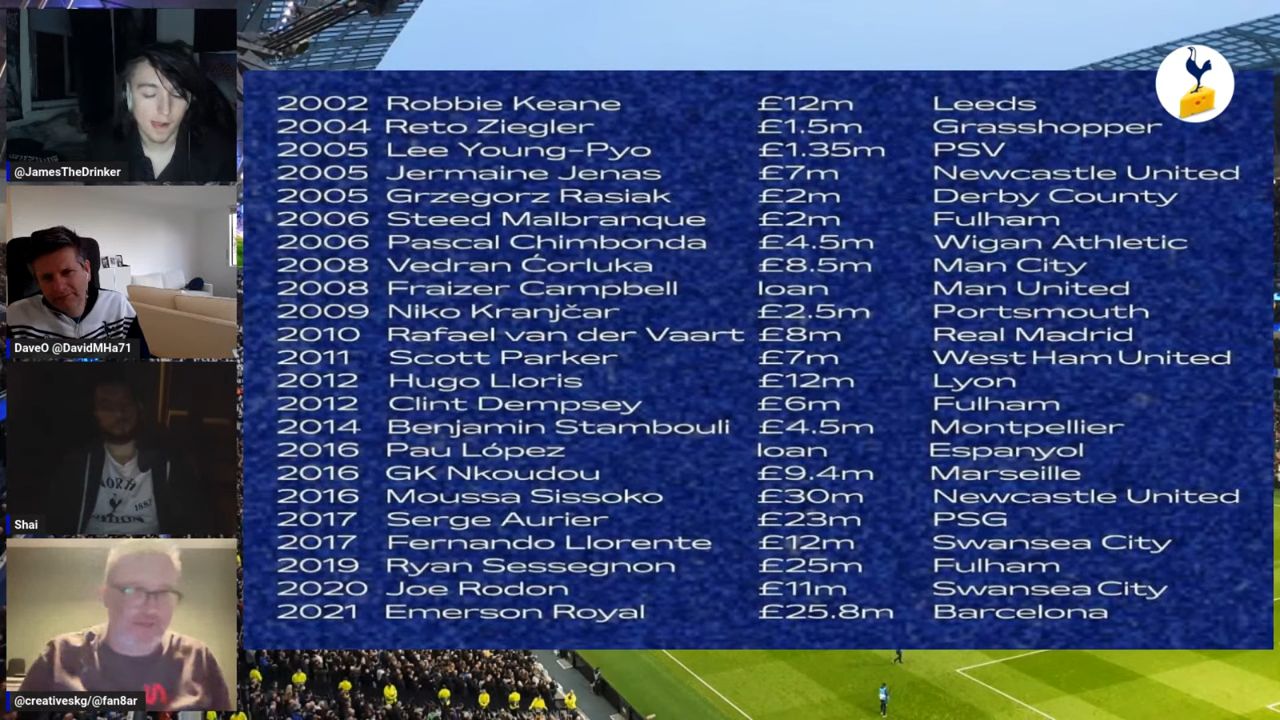 @JamesTheDrinker
DaveO @DavidMHa71
Shai
@creativeskg/@fan8ar
2002 Robbie Keane £12m Leeds
2004 Reto Ziegler £1.5m Grasshopper
2005 Lee Young-Pyo £1.35m PSV
2005 Jermaine Jenas £7m Newcastle United
2005 Grzegorz Rasiak £2m Derby County
2006 Steed Malbranque £2m Fulham
2006 Pascal Chimbonda £4.5m Wigan Athletic
2008 Vedran Ćorluka £8.5m Man City
2008 Fraizer Campbell loan Man United
2009 Niko Kranjčar £2.5m Portsmouth
2010 Rafael van der Vaart £8m Real Madrid
2011 Scott Parker £7m West Ham United
2012 Hugo Lloris £12m Lyon
2012 Clint Dempsey £6m Fulham
2014 Benjamin Stambouli £4.5m Montpellier
2016 Pau López loan Espanyol
2016 GK Nkoudou £9.4m Marseille
2016 Moussa Sissoko £30m Newcastle United
2017 Serge Aurier £23m PSG
2017 Fernando Llorente £12m Swansea City
2019 Ryan Sessegnon £25m Fulham
2020 Joe Rodon £11m Swansea City
2021 Emerson Royal £25.8m Barcelona